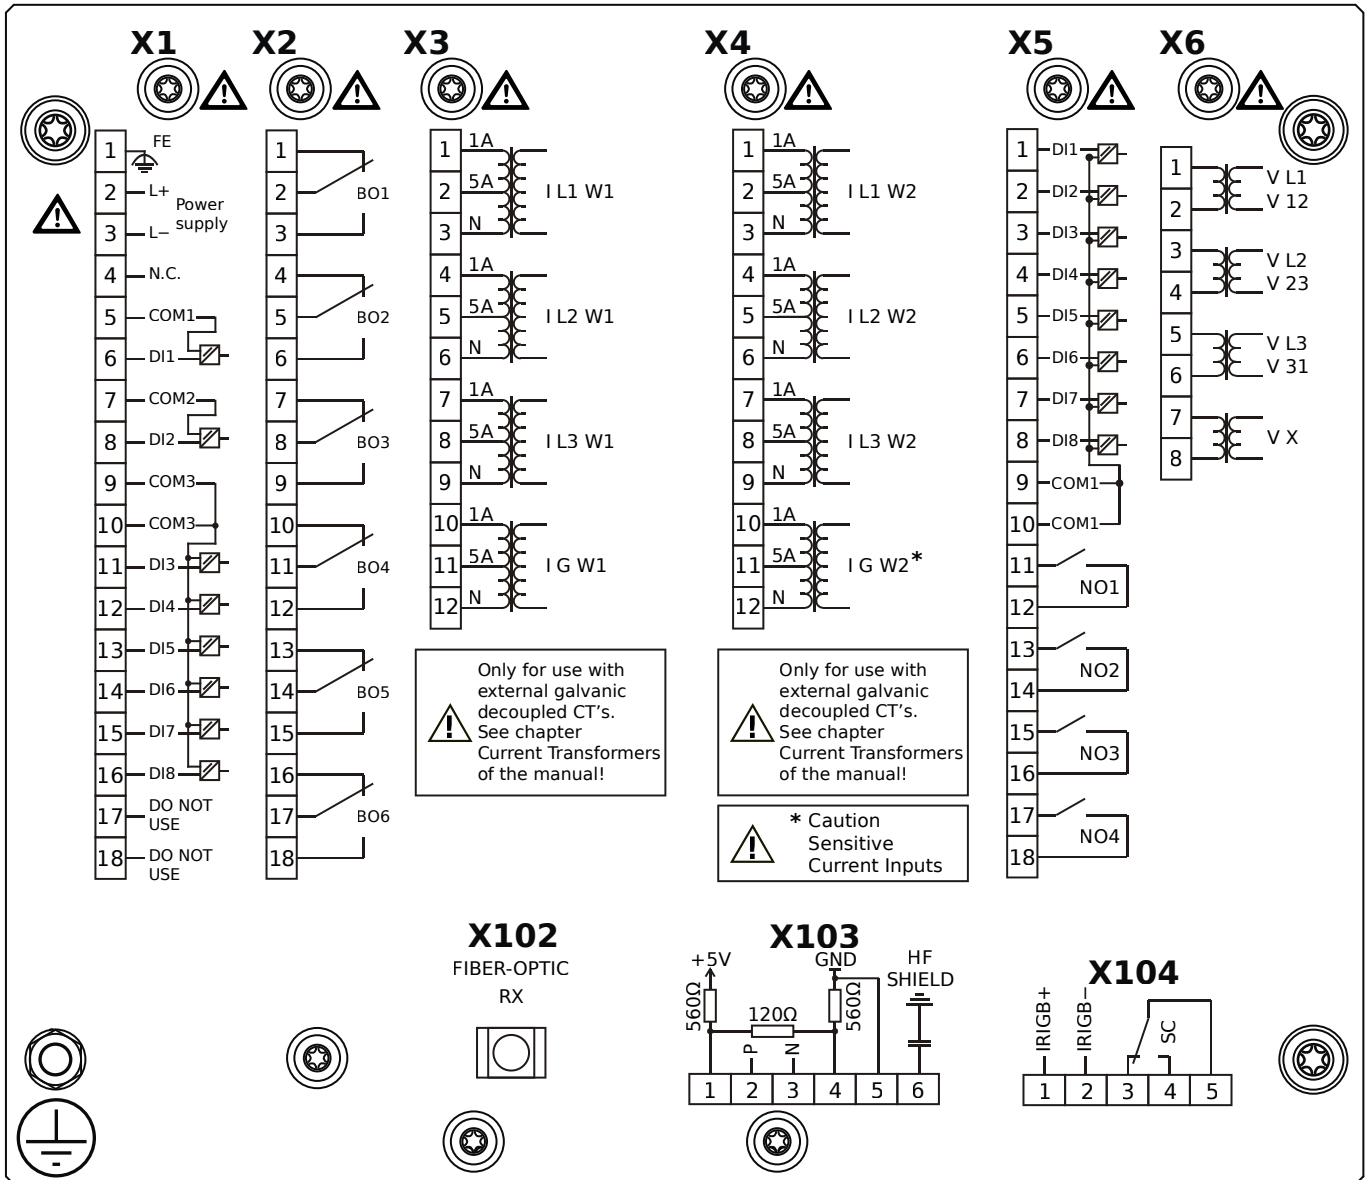 X1
X2
X3
X4
X5
X6
1 FE
2 L+
Power
supply
3 L−
4 N.C.
5 COM1
6 DI1
7 COM2
8 DI2
9 COM3
10 COM3
11 DI3
12 DI4
13 DI5
14 DI6
15 DI7
16 DI8
17 DO NOT
USE
18 DO NOT
USE
1
2 BO1
3
4
5 BO2
6
7
8 BO3
9
10
11 BO4
12
13
14 BO5
15
16
17 BO6
18
1 1A
2 5A I L1 W1
3 N
4 1A
5 5A I L2 W1
6 N
7 1A
8 5A I L3 W1
9 N
10 1A
11 5A I G W1
12 N
Only for use with
external galvanic
decoupled CT's.
See chapter
Current Transformers
of the manual!
1 1A
2 5A I L1 W2
3 N
4 1A
5 5A I L2 W2
6 N
7 1A
8 5A I L3 W2
9 N
10 1A
11 5A I G W2*
12 N
Only for use with
external galvanic
decoupled CT's.
See chapter
Current Transformers
of the manual!
* Caution
Sensitive
Current Inputs
1 DI1
2 DI2
3 DI3
4 DI4
5 DI5
6 DI6
7 DI7
8 DI8
9 COM1
10 COM1
11
NO1
12
13
NO2
14
15
NO3
16
17
NO4
18
1 V L1
2 V 12
3 V L2
4 V 23
5 V L3
6 V 31
7
V X
8
X102
FIBER-OPTIC
RX
X103
+5V GND HF
SHIELD
560Ω 120Ω 560Ω
P N
1 2 3 4 5 6
X104
IRIGB+ IRIGB− SC
1 2 3 4 5